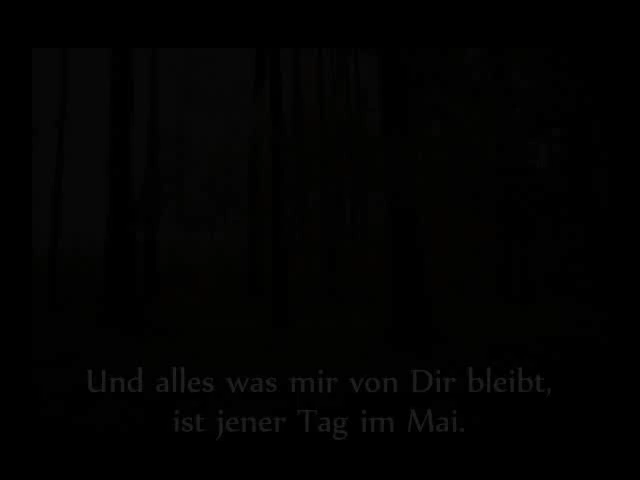 Und alles was mir von Dir bleibt,
ist jener Tag im Mai.